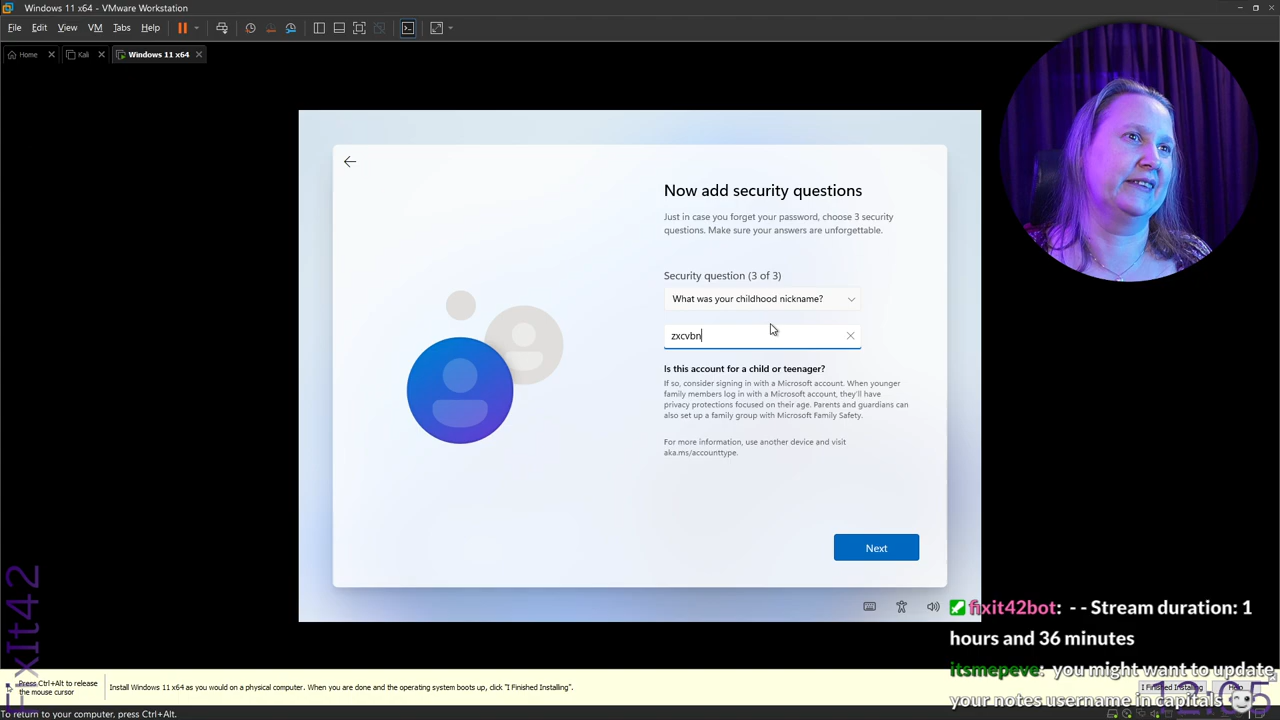 Windows 11 x64 - VMware Workstation
File Edit View VM Tabs Help
Home Kali Windows 11 x64
Now add security questions
Just in case you forget your password, choose 3 security
questions. Make sure your answers are unforgettable.
Security question (3 of 3)
What was your childhood nickname?
zxcvbn
Is this account for a child or teenager?
If so, consider signing in with a Microsoft account. When younger
family members log in with a Microsoft account, they'll have
privacy protections focused on their age. Parents and guardians can
also set up a family group with Microsoft Family Safety.
For more information, use another device and visit
aka.ms/accounttype.
Next
FixIt42
fixit42bot: - - Stream duration: 1
hours and 36 minutes
itsmepeve: you might want to update
your notes username in capitals
Press Ctrl+Alt to release
the mouse cursor
Install Windows 11 x64 as you would on a physical computer. When you are done and the operating system boots up, click "I Finished Installing".
I Finished Installing
Help
To return to your computer, press Ctrl+Alt.